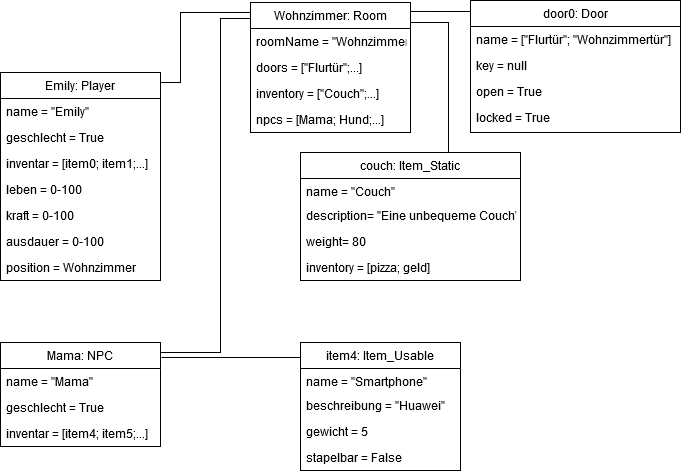 Wohnzimmer: Room
roomName = "Wohnzimmer
doors = ["Flurtür";...]
inventory = ["Couch";...]
npcs = [Mama; Hund;...]
door0: Door
name = ["Flurtür"; "Wohnzimmertür"]
key = null
open = True
locked = True
Emily: Player
name = "Emily"
geschlecht = True
inventar = [item0; item1;...]
leben = 0-100
kraft = 0-100
ausdauer = 0-100
position = Wohnzimmer
couch: Item_Static
name = "Couch"
description= "Eine unbequeme Couch"
weight= 80
inventory = [pizza; geld]
Mama: NPC
name = "Mama"
geschlecht = True
inventar = [item4; item5;...]
item4: Item_Usable
name = "Smartphone"
beschreibung = "Huawei"
gewicht = 5
stapelbar = False